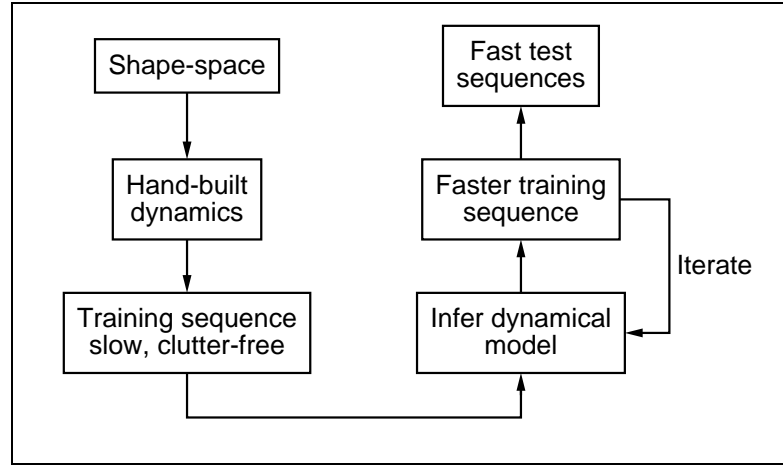 Shape-space
Hand-built
dynamics
Training sequence
slow, clutter-free
Fast test
sequences
Faster training
sequence
Iterate
Infer dynamical
model